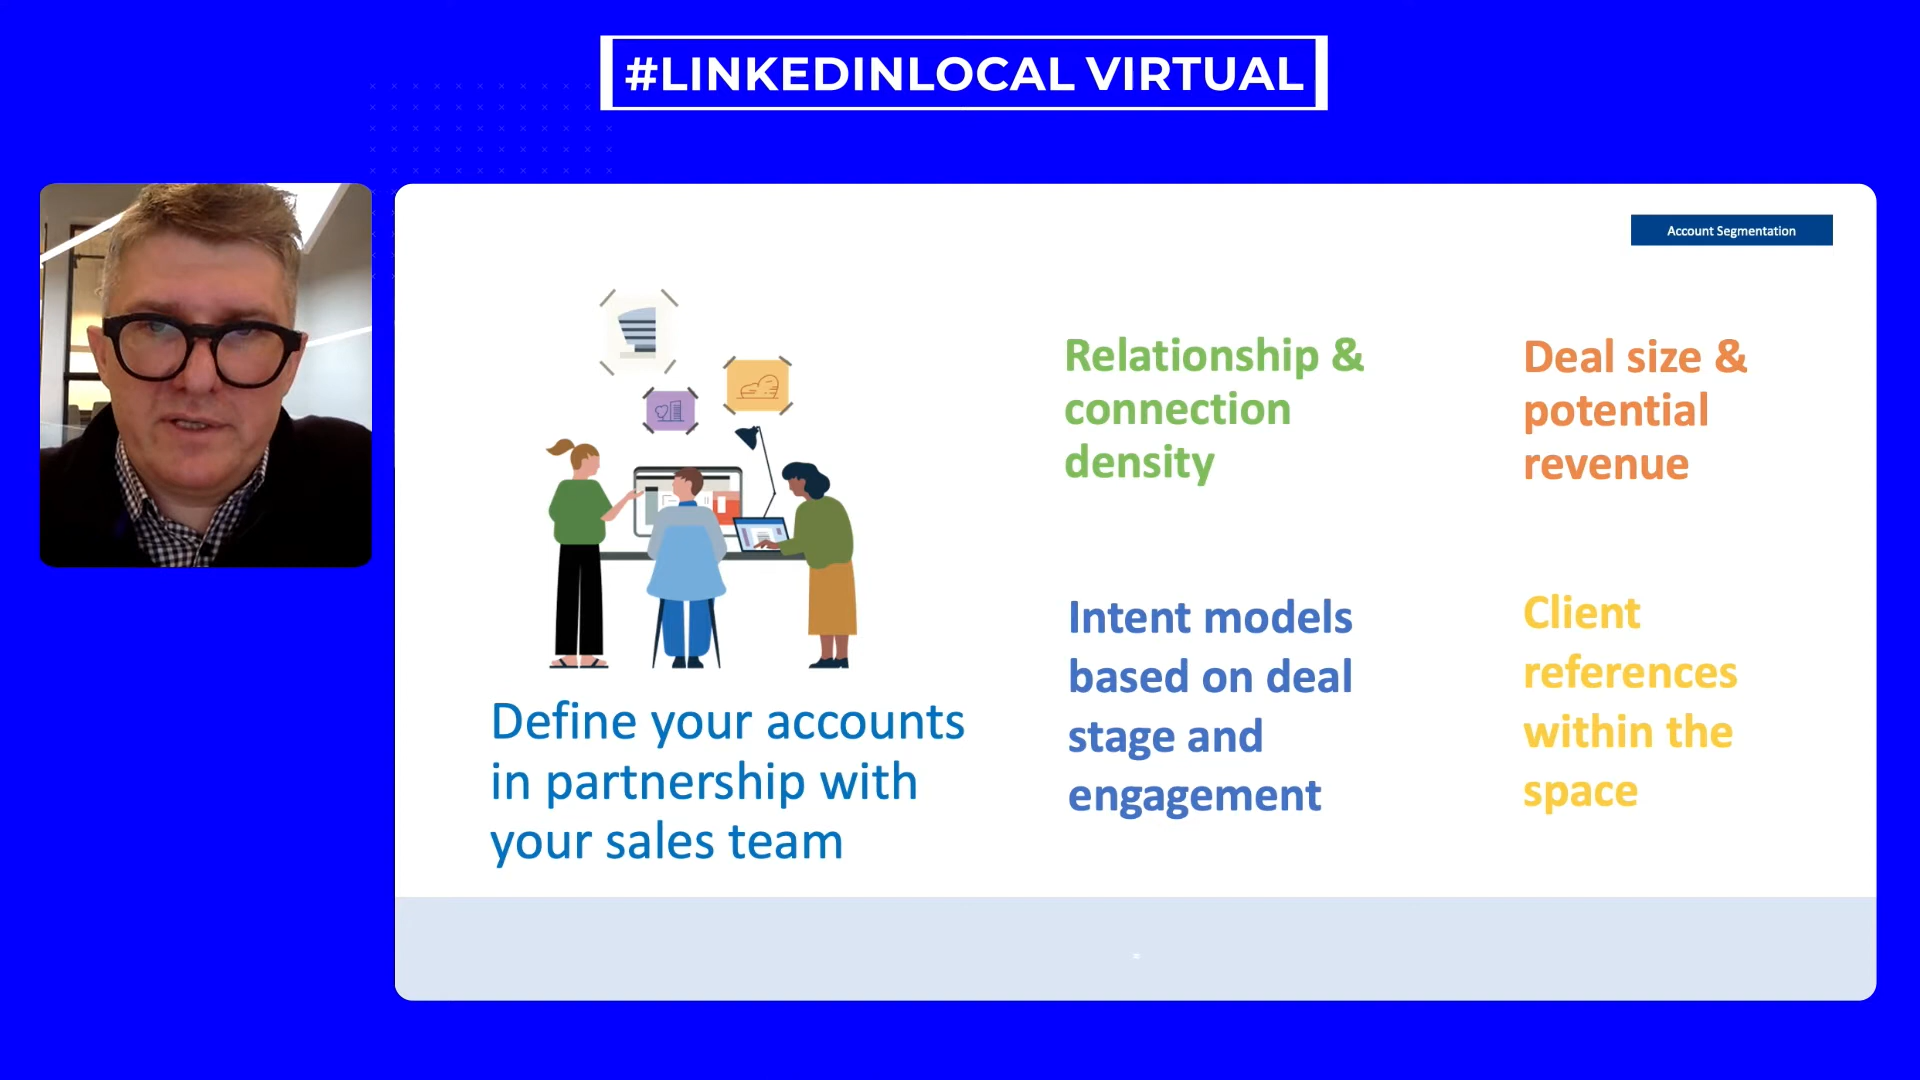 #LINKEDINLOCAL VIRTUAL
Account Segmentation
Define your accounts
in partnership with
your sales team
Relationship &
connection
density
Deal size &
potential
revenue
Intent models
based on deal
stage and
engagement
Client
references
within the
space